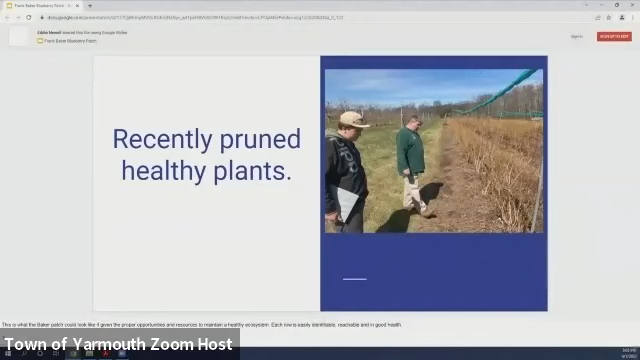 Frank Baker Blueberry Patch
Eddie Newell shared this file using Google Slides
Frank Baker Blueberry Patch
Sign in
SIGN UP TO EDIT
Recently pruned
healthy plants.
This is what the Baker patch could look like if given the proper opportunities and resources to maintain a healthy ecosystem. Each row is easily identifiable, reachable and in good health.
Town of Yarmouth Zoom Host